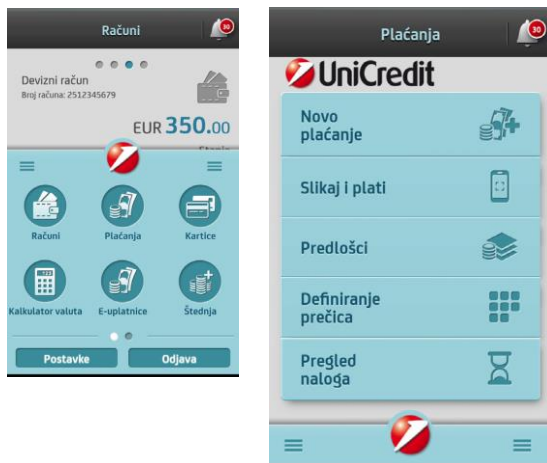 Računi
30
Devizni račun
Broj računa: 2512345679
EUR 350.00
Stanje
Računi
Plaćanja
Kartice
Kalkulator valuta
E-uplatnice
Štednja
Postavke
Odjava
Plaćanja
30
UniCredit
Novo
plaćanje
Slikaj i plati
Predlošci
Definiranje
prečica
Pregled
naloga